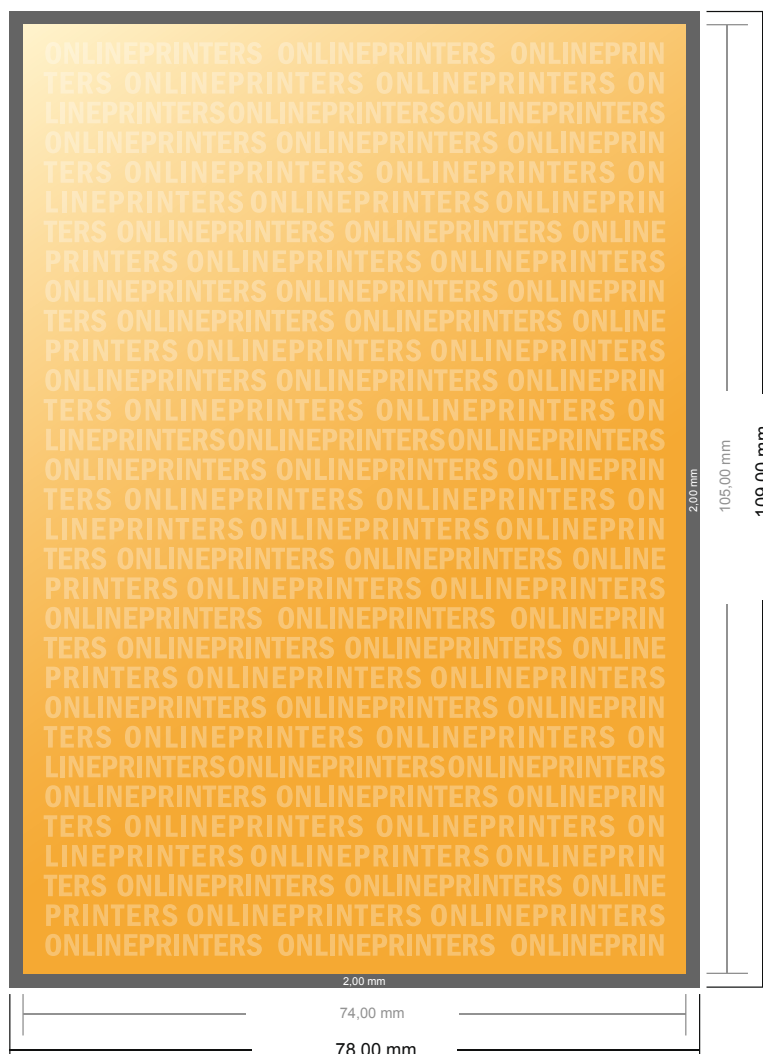 ONLINEPRINTERS ONLINEPRINTERS ONLINEPRIN
TERS ONLINEPRINTERS ONLINEPRINTERS ON
LINEPRINTERSONLINEPRINTERSONLINEPRINTERS
ONLINEPRINTERS ONLINEPRINTERS ONLINEPRIN
TERS ONLINEPRINTERS ONLINEPRINTERS ON
LINEPRINTERS ONLINEPRINTERS ONLINEPRIN
TERS ONLINEPRINTERS ONLINEPRINTERS ONLINE
PRINTERS ONLINEPRINTERS ONLINEPRINTERS
ONLINEPRINTERS ONLINEPRINTERS ONLINEPRIN
TERS ONLINEPRINTERS ONLINEPRINTERS ONLINE
PRINTERS ONLINEPRINTERS ONLINEPRINTERS
ONLINEPRINTERS ONLINEPRINTERS ONLINEPRIN
TERS ONLINEPRINTERS ONLINEPRINTERS ON
LINEPRINTERSONLINEPRINTERSONLINEPRINTERS
ONLINEPRINTERS ONLINEPRINTERS ONLINEPRIN
TERS ONLINEPRINTERS ONLINEPRINTERS ON
LINEPRINTERS ONLINEPRINTERS ONLINEPRIN
TERS ONLINEPRINTERS ONLINEPRINTERS ONLINE
PRINTERS ONLINEPRINTERS ONLINEPRINTERS
ONLINEPRINTERS ONLINEPRINTERS ONLINEPRIN
TERS ONLINEPRINTERS ONLINEPRINTERS ONLINE
PRINTERS ONLINEPRINTERS ONLINEPRINTERS
ONLINEPRINTERS ONLINEPRINTERS ONLINEPRIN
TERS ONLINEPRINTERS ONLINEPRINTERS ON
LINEPRINTERSONLINEPRINTERSONLINEPRINTERS
ONLINEPRINTERS ONLINEPRINTERS ONLINEPRIN
TERS ONLINEPRINTERS ONLINEPRINTERS ON
LINEPRINTERS ONLINEPRINTERS ONLINEPRIN
TERS ONLINEPRINTERS ONLINEPRINTERS ONLINE
PRINTERS ONLINEPRINTERS ONLINEPRINTERS
ONLINEPRINTERS ONLINEPRINTERS ONLINEPRIN
2,00 mm
105,00 mm
109,00 mm
2,00 mm
74,00 mm
78,00 mm